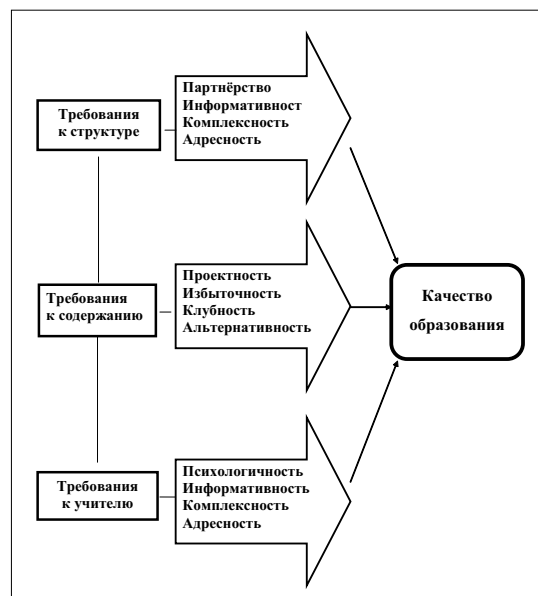 Требования
к структуре
Партнёрство
Информативност
Комплексность
Адресность
Требования
к содержанию
Проектность
Избыточность
Клубность
Альтернативность
Качество
образования
Требования
к учителю
Психологичность
Информативность
Комплексность
Адресность